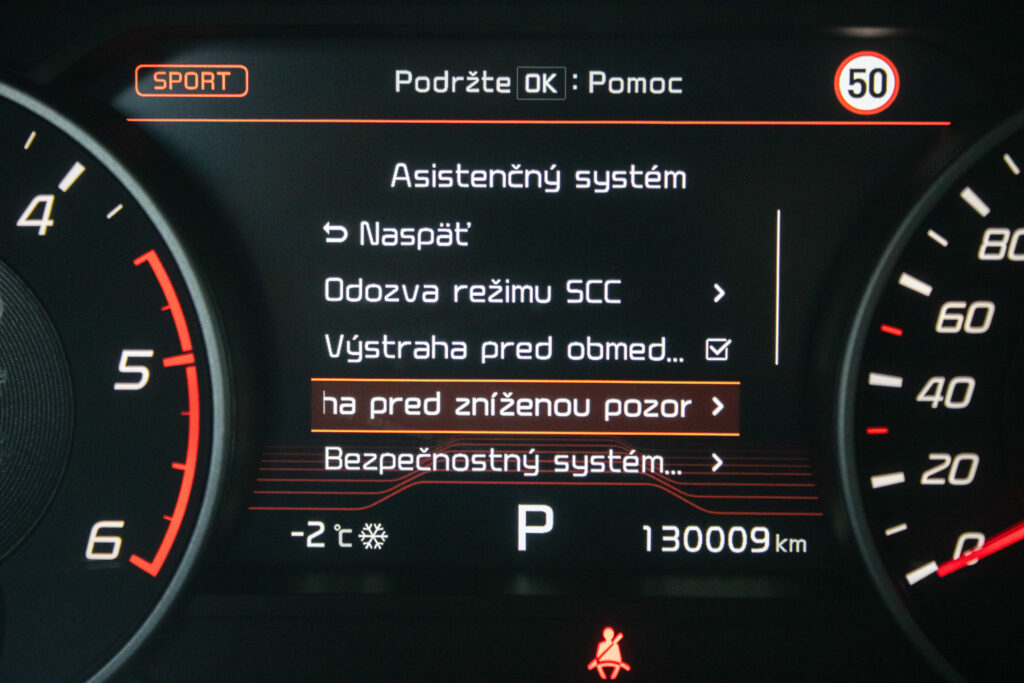 SPORT
Podržte OK : Pomoc
50
Asistenčný systém
Naspäť
Odozva režimu SCC
Výstraha pred obmed...
ha pred zníženou pozor
Bezpečnostný systém...
-2 °C
P
130009 km
4
5
6
80
60
40
20
0